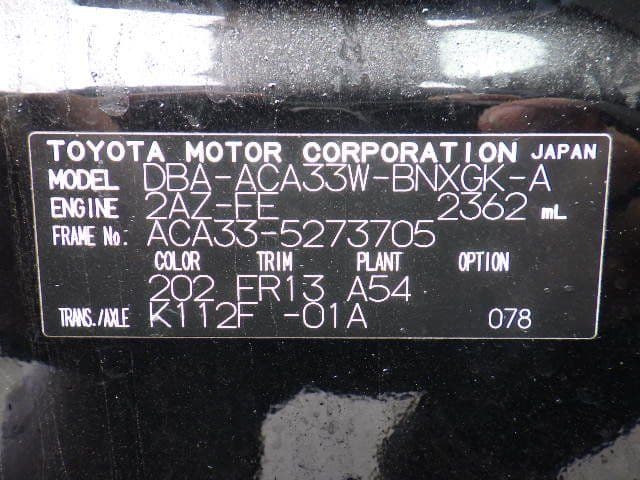 TOYOTA MOTOR CORPORATION JAPAN
MODEL DBA-ACA33W-BNXGK-A
ENGINE 2AZ-FE 2362 mL
FRAME No. ACA33-5273705
COLOR TRIM PLANT OPTION
202 FR13 A54
TRANS./AXLE K112F -01A 078